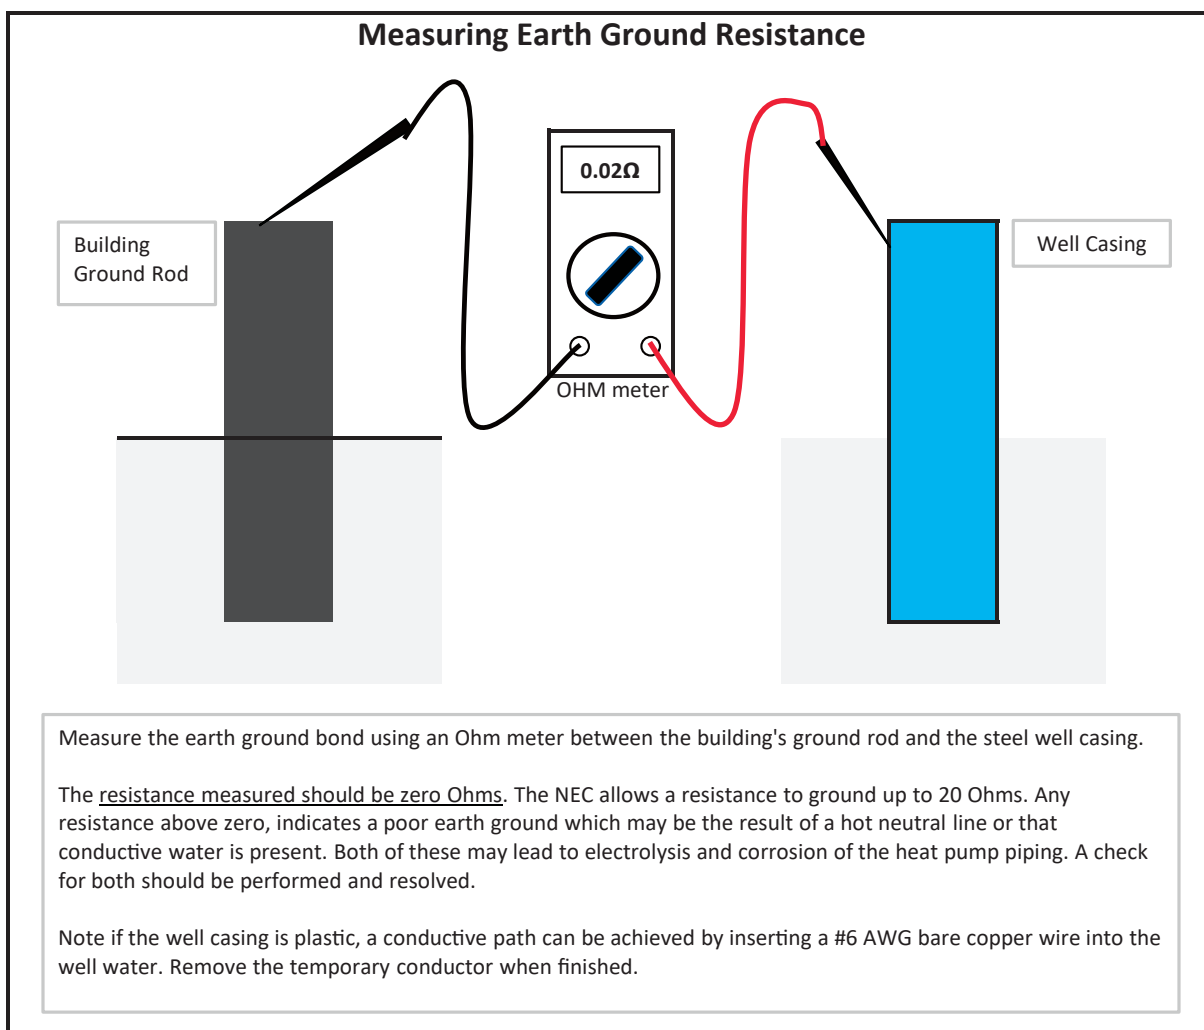 Measuring Earth Ground Resistance
0.02Ω
Building
Ground Rod
Well Casing
OHM meter
Measure the earth ground bond using an Ohm meter between the building's ground rod and the steel well casing.
The resistance measured should be zero Ohms. The NEC allows a resistance to ground up to 20 Ohms. Any
resistance above zero, indicates a poor earth ground which may be the result of a hot neutral line or that
conductive water is present. Both of these may lead to electrolysis and corrosion of the heat pump piping. A check
for both should be performed and resolved.
Note if the well casing is plastic, a conductive path can be achieved by inserting a #6 AWG bare copper wire into the
well water. Remove the temporary conductor when finished.